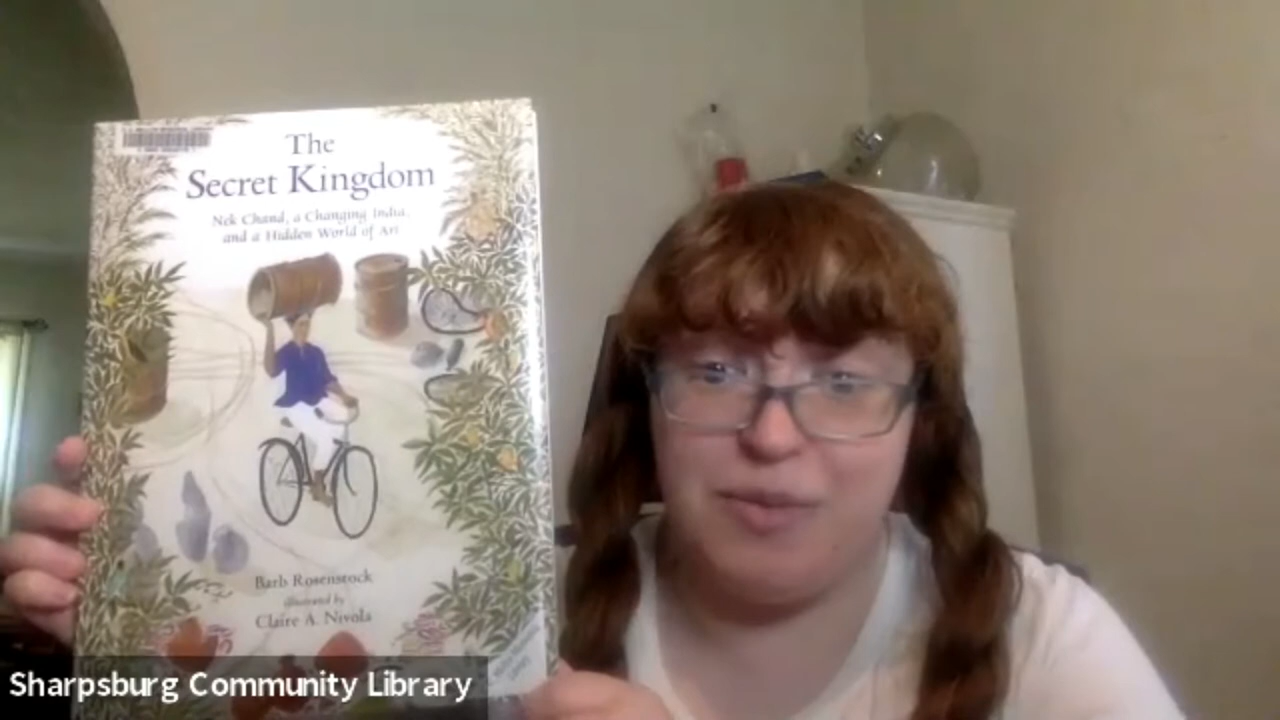 The
Secret Kingdom
Nek Chand, a Changing India,
and a Hidden World of Art
Barb Rosenstock
illustrated by
Claire A. Nivola
Sharpsburg Community Library